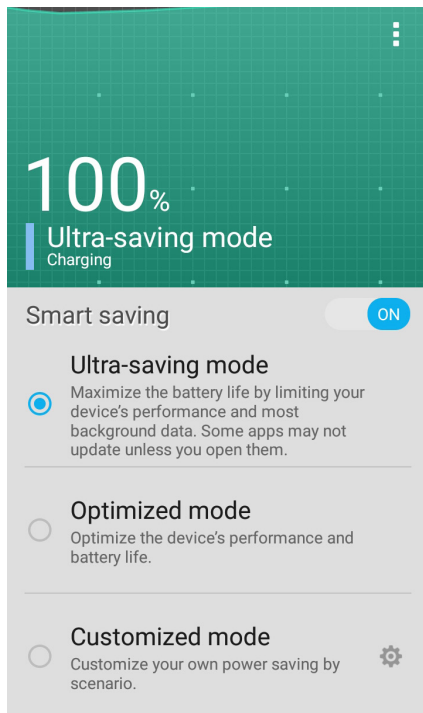 100%
Ultra-saving mode
Charging
Smart saving
ON
Ultra-saving mode
Maximize the battery life by limiting your
device's performance and most
background data. Some apps may not
update unless you open them.
Optimized mode
Optimize the device's performance and
battery life.
Customized mode
Customize your own power saving by
scenario.